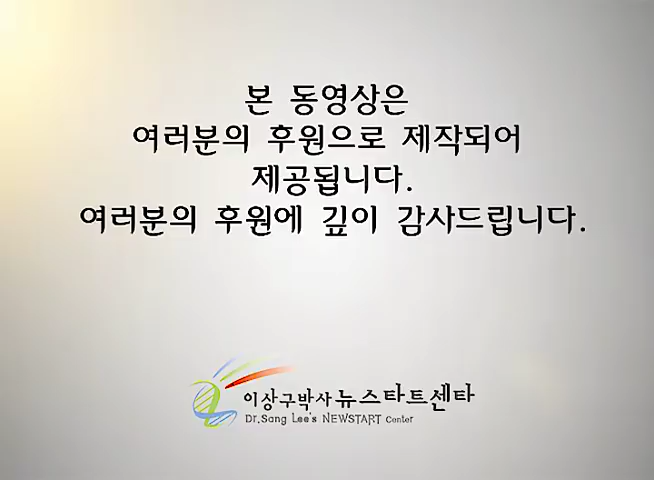 본 동영상은
여러분의 후원으로 제작되어
제공됩니다.
여러분의 후원에 깊이 감사드립니다.
이상구박사 뉴스타트센타
Dr.Sang Lee's NEWSTART Center